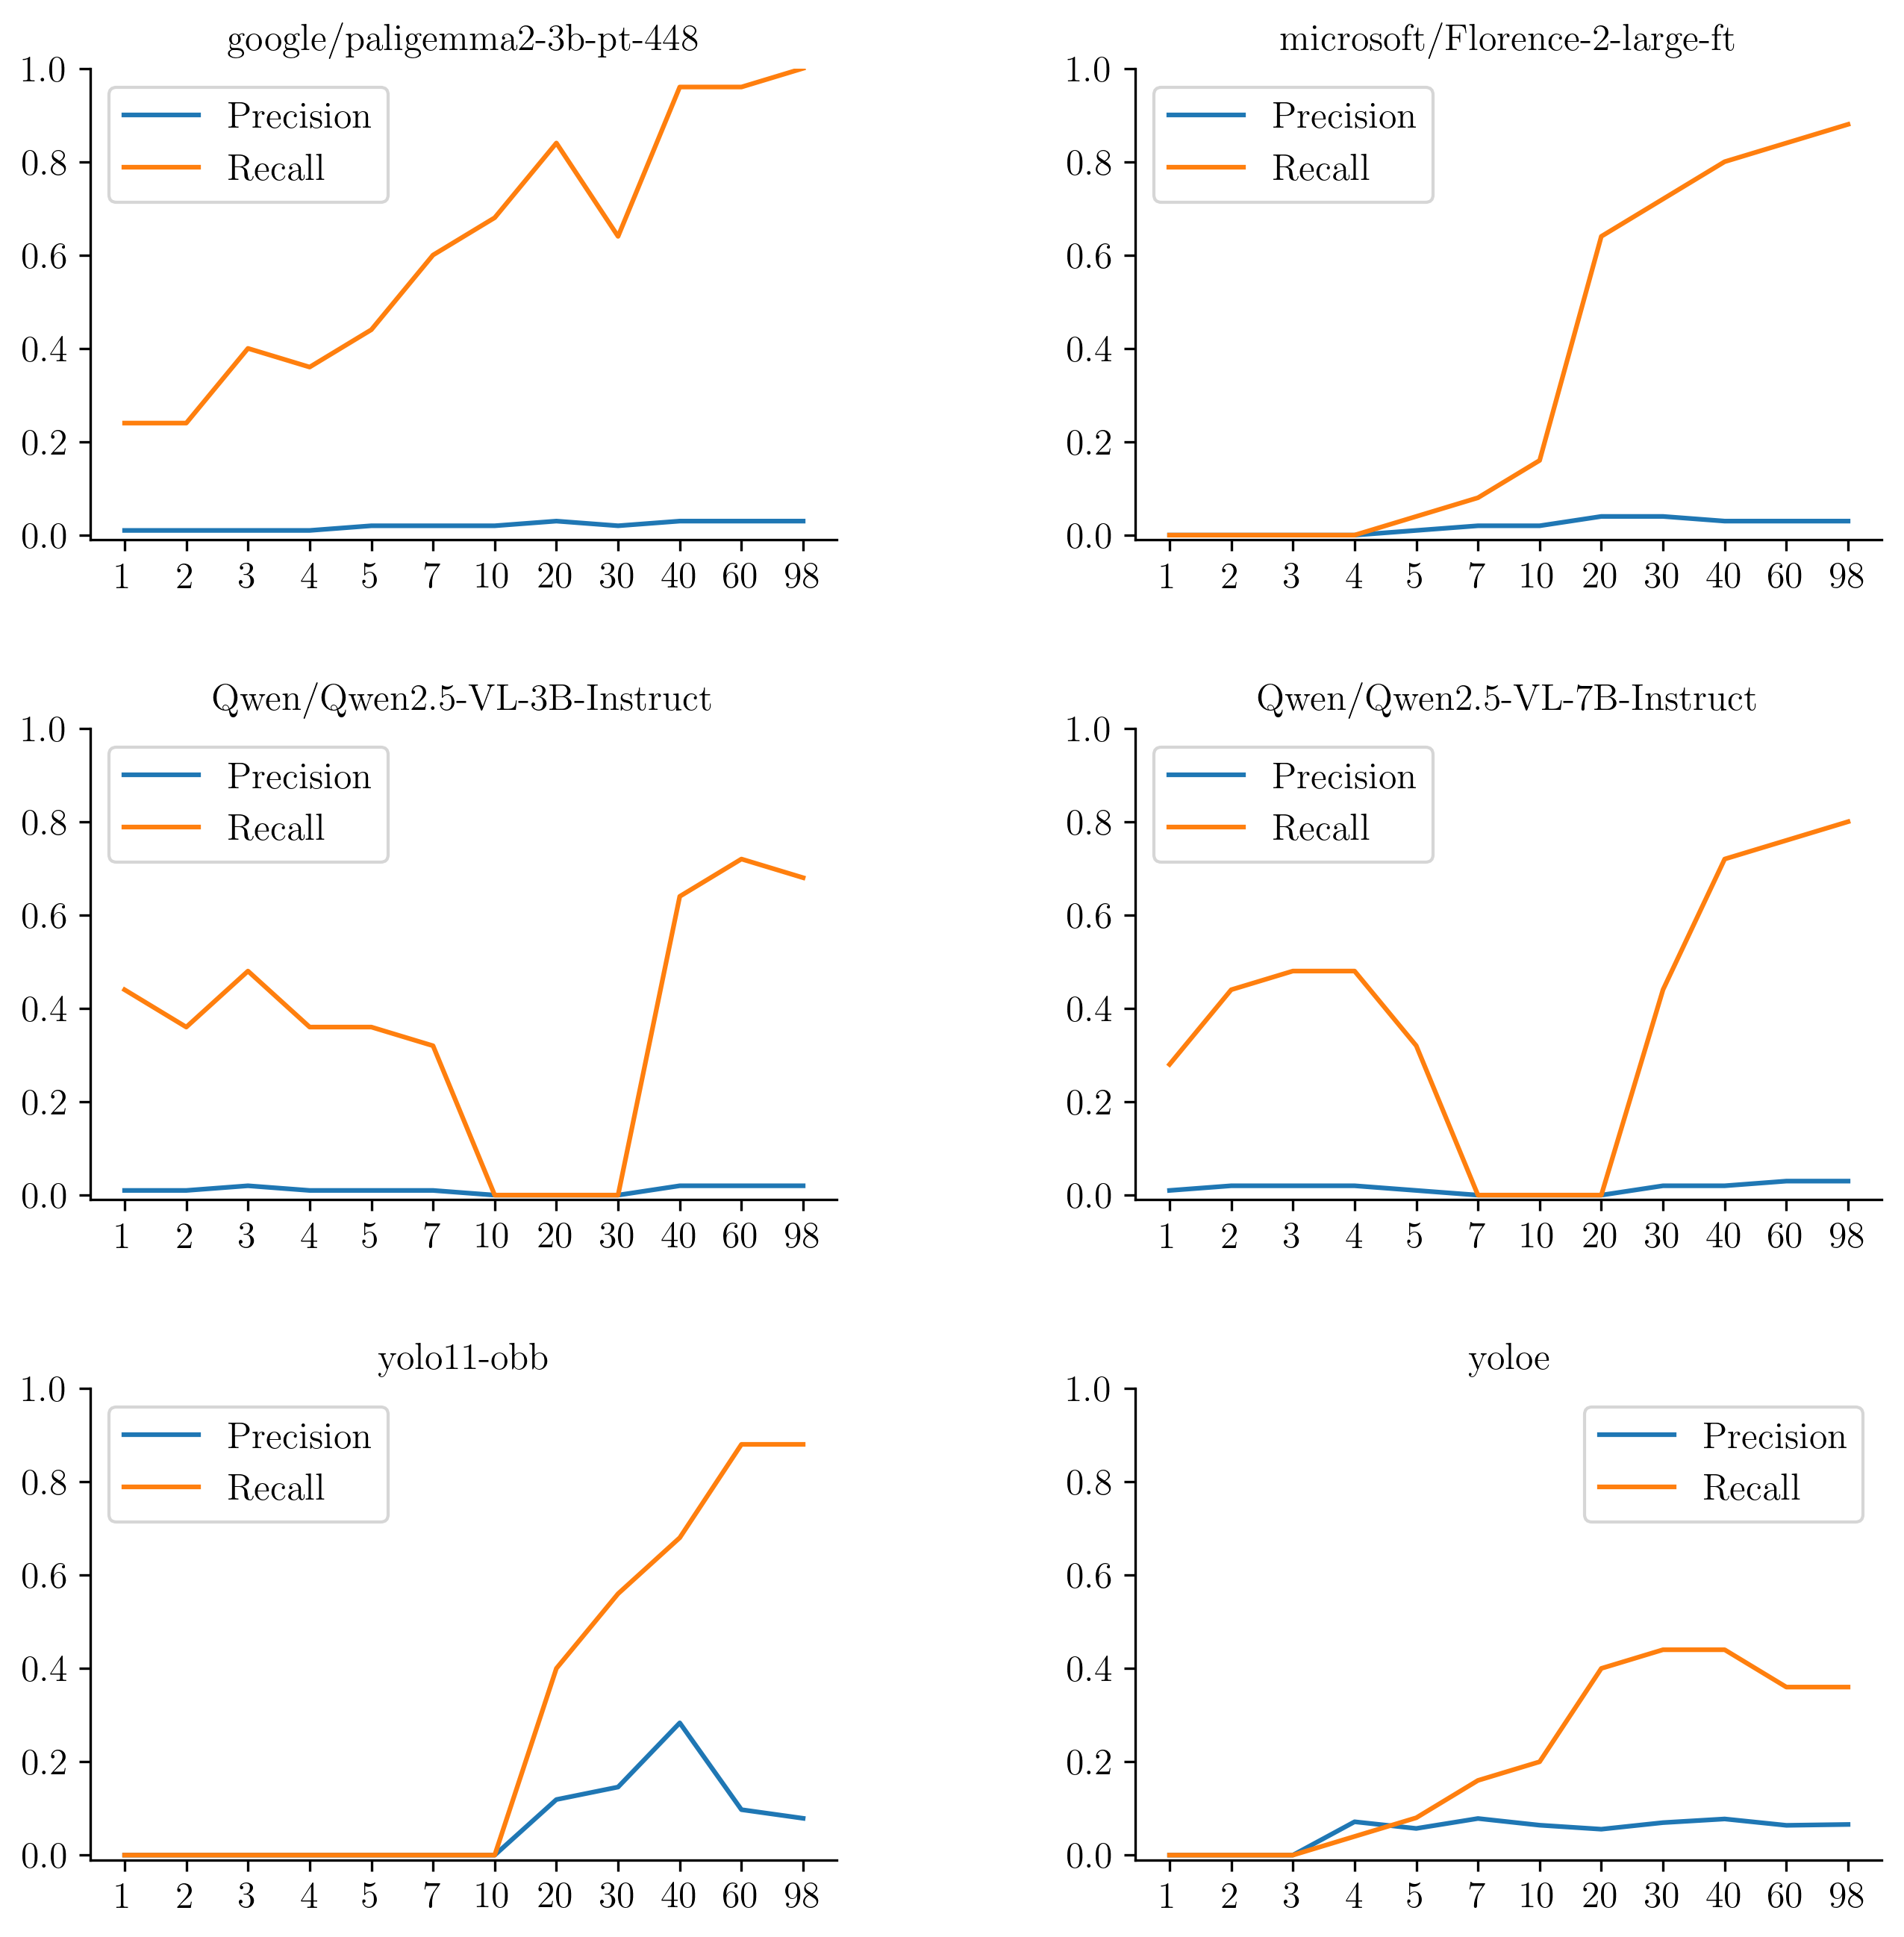 google/paligemma2-3b-pt-448
1.0
0.8
0.6
0.4
0.2
0.0
Precision
Recall
1 2 3 4 5 7 10 20 30 40 60 98
microsoft/Florence-2-large-ft
1.0
0.8
0.6
0.4
0.2
0.0
Precision
Recall
1 2 3 4 5 7 10 20 30 40 60 98
Qwen/Qwen2.5-VL-3B-Instruct
1.0
0.8
0.6
0.4
0.2
0.0
Precision
Recall
1 2 3 4 5 7 10 20 30 40 60 98
Qwen/Qwen2.5-VL-7B-Instruct
1.0
0.8
0.6
0.4
0.2
0.0
Precision
Recall
1 2 3 4 5 7 10 20 30 40 60 98
yolo11-obb
1.0
0.8
0.6
0.4
0.2
0.0
Precision
Recall
1 2 3 4 5 7 10 20 30 40 60 98
yoloe
1.0
0.8
0.6
0.4
0.2
0.0
Precision
Recall
1 2 3 4 5 7 10 20 30 40 60 98